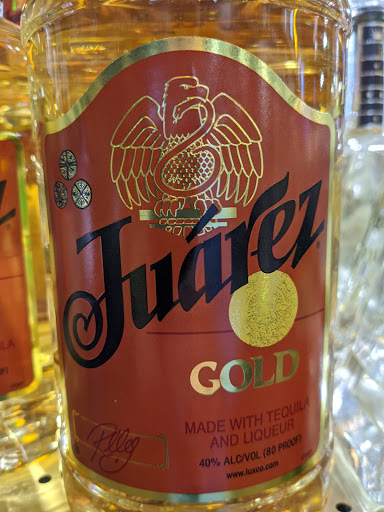 Juárez
GOLD
MADE WITH TEQUILA
AND LIQUEUR
40% ALC/VOL (80 PROOF)
www.luxco.com